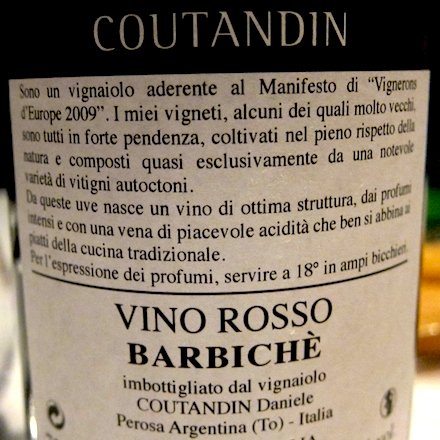 COUTANDIN
Sono un vignaiolo aderente al Manifesto di “Vignerons
d’Europe 2009”. I miei vigneti, alcuni dei quali molto vecchi,
sono tutti in forte pendenza, coltivati nel pieno rispetto della
natura e composti quasi esclusivamente da una notevole
varietà di vitigni autoctoni.
Da queste uve nasce un vino di ottima struttura, dai profumi
intensi e con una vena di piacevole acidità che ben si abbina ai
piatti della cucina tradizionale.
Per l’espressione dei profumi, servire a 18° in ampi bicchieri.
VINO ROSSO
BARBICHÈ
imbottigliato dal vignaiolo
COUTANDIN Daniele
Perosa Argentina (To) - Italia